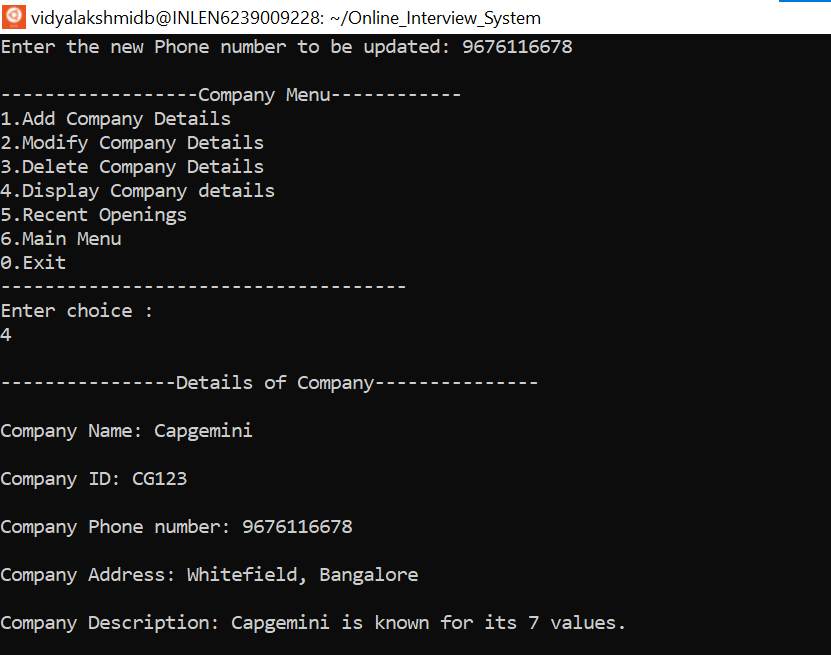 vidyalakshmidb@INLEN6239009228: ~/Online_Interview_System
Enter the new Phone number to be updated: 9676116678
------------------Company Menu------------
1.Add Company Details
2.Modify Company Details
3.Delete Company Details
4.Display Company details
5.Recent Openings
6.Main Menu
0.Exit
-------------------------------------
Enter choice :
4
----------------Details of Company---------------
Company Name: Capgemini
Company ID: CG123
Company Phone number: 9676116678
Company Address: Whitefield, Bangalore
Company Description: Capgemini is known for its 7 values.